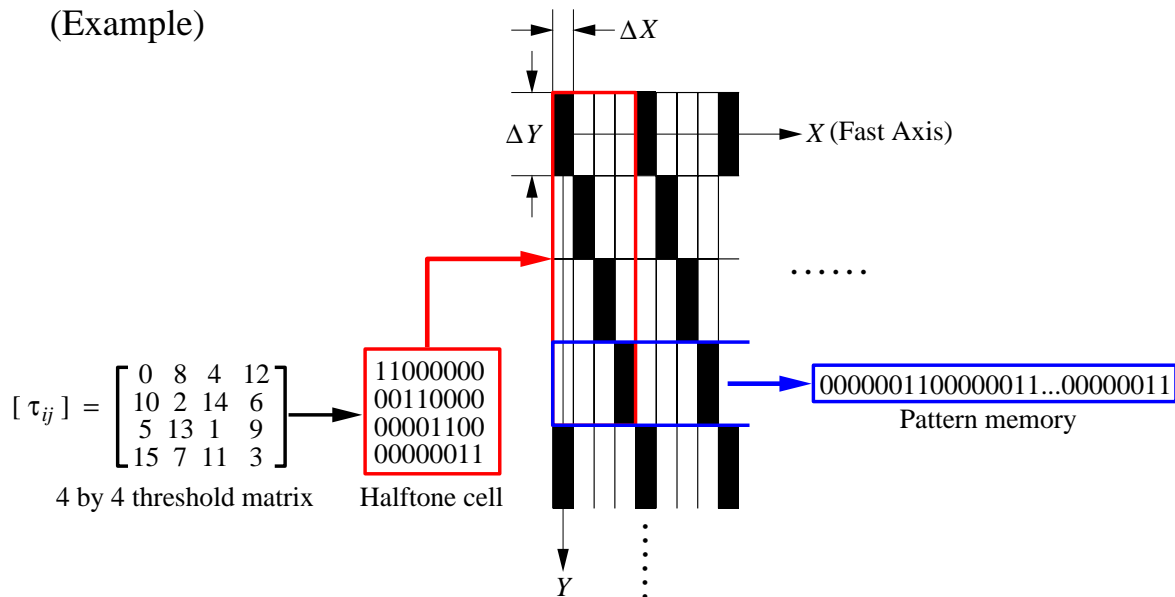 (Example)
ΔX
ΔY
X (Fast Axis)
......
[ τij ] =
0 8 4 12
10 2 14 6
5 13 1 9
15 7 11 3
4 by 4 threshold matrix
11000000
00110000
00001100
00000011
Halftone cell
0000001100000011...00000011
Pattern memory
Y